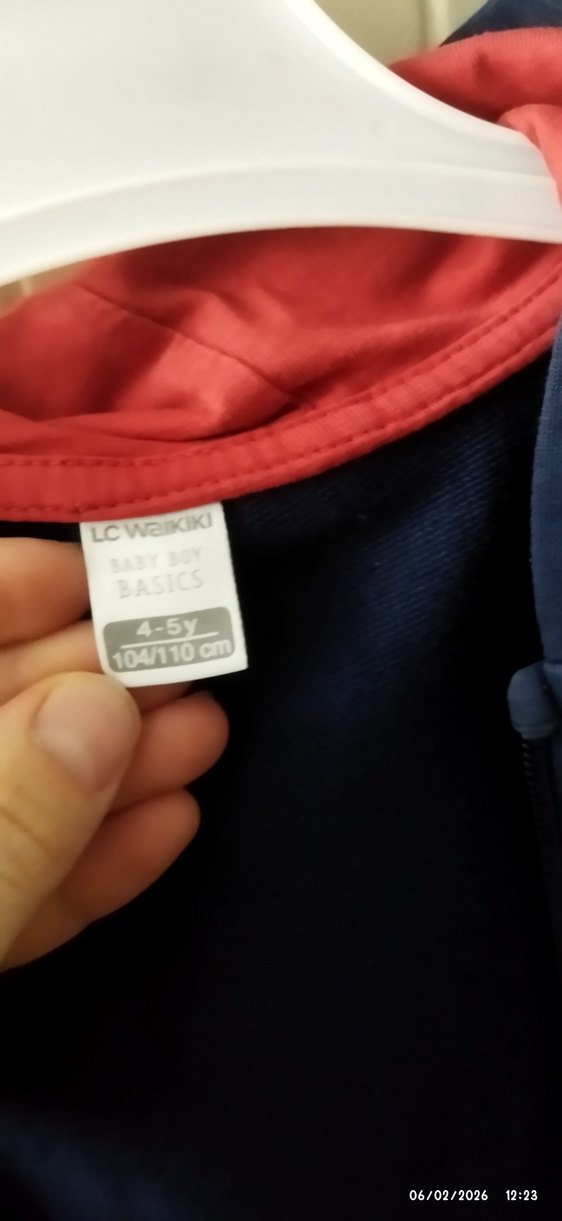 LC Waikiki
BABY BOY
BASICS
4-5y
104/110 cm
06/02/2026 12:23